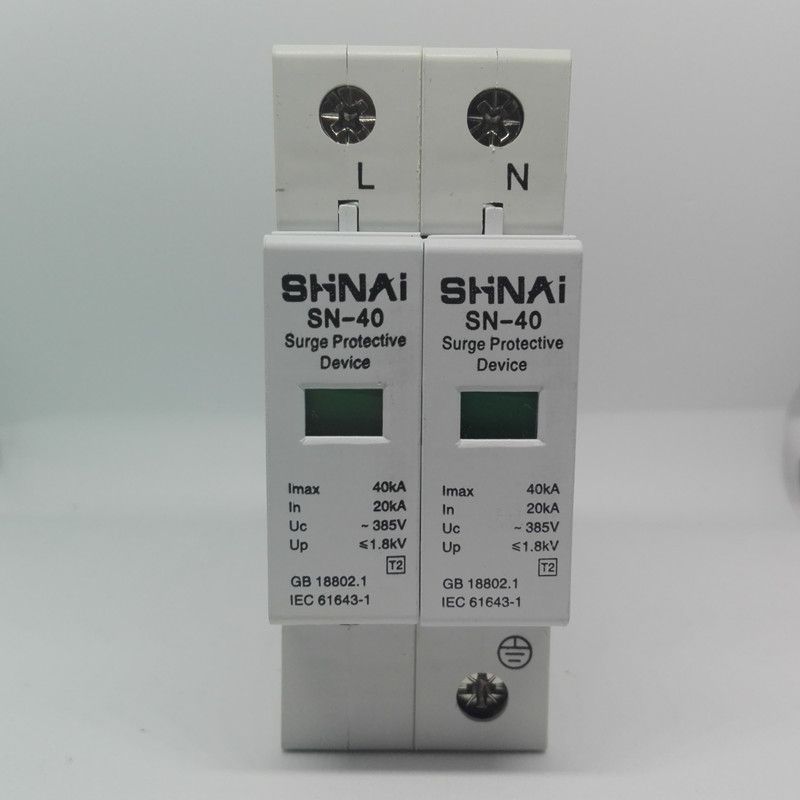 L
N
SHNAi
SN-40
Surge Protective
Device
Imax 40kA
In 20kA
Uc ~385V
Up ≤1.8kV
T2
GB 18802.1
IEC 61643-1
SHNAi
SN-40
Surge Protective
Device
Imax 40kA
In 20kA
Uc ~385V
Up ≤1.8kV
T2
GB 18802.1
IEC 61643-1